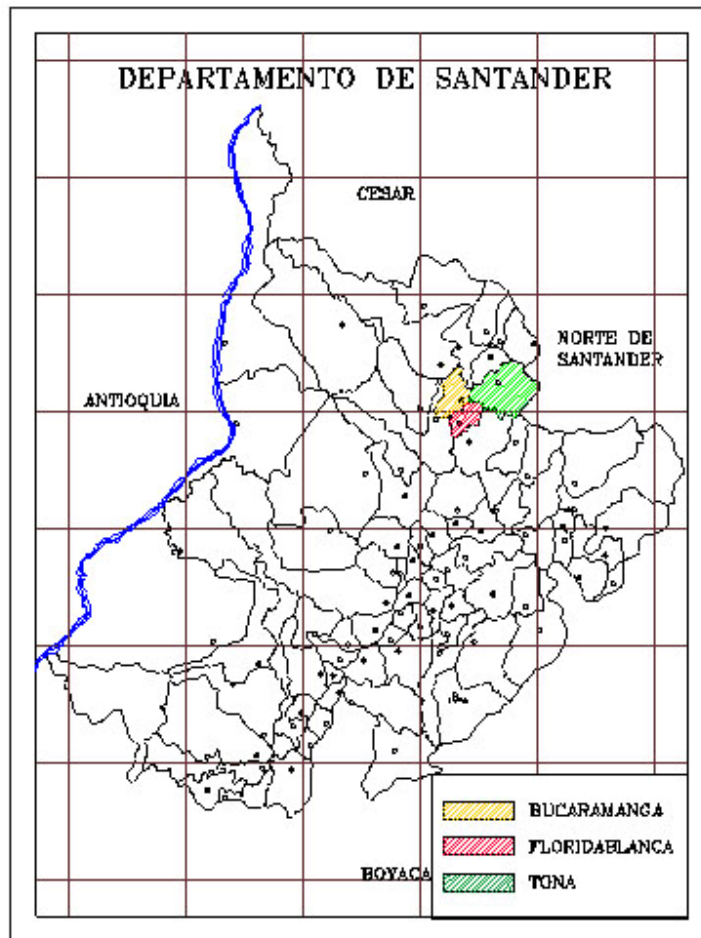 DEPARTAMENTO DE SANTANDER
CESAR
NORTE DE
SANTANDER
ANTIOQUIA
BOYACA
BUCARAMANGA
FLORIDABLANCA
TONA